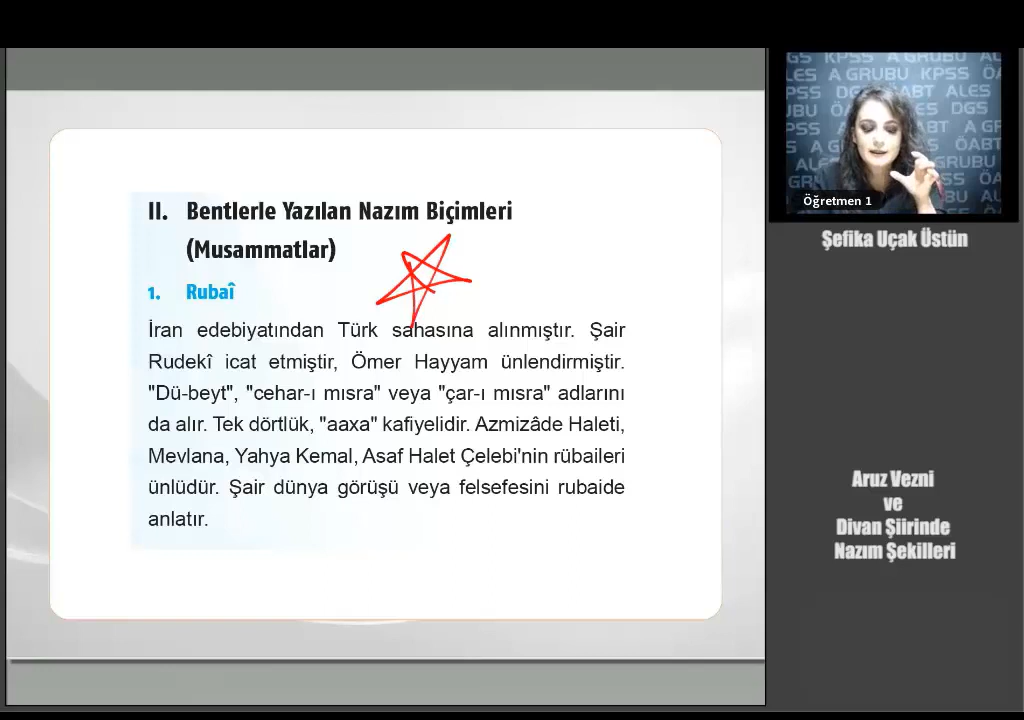 II. Bentlerle Yazılan Nazım Biçimleri
(Musammatlar)
1. Rubaî
İran edebiyatından Türk sahasına alınmıştır. Şair
Rudekî icat etmiştir, Ömer Hayyam ünlendirmiştir.
"Dü-beyt", "cehar-ı mısra" veya "çar-ı mısra" adlarını
da alır. Tek dörtlük, "aaxa" kafiyelidir. Azmizâde Haleti,
Mevlana, Yahya Kemal, Asaf Halet Çelebi'nin rübaileri
ünlüdür. Şair dünya görüşü veya felsefesini rubaide
anlatır.
Öğretmen 1
Şefika Uçak Üstün
Aruz Vezni
ve
Divan Şiirinde
Nazım Şekilleri